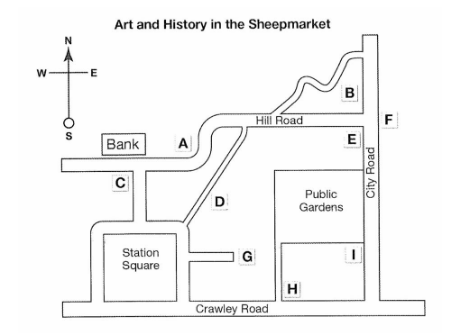 Art and History in the Sheepmarket
N
W
E
S
B
Hill Road
F
A
Bank
E
C
City Road
D
Public
Gardens
Station
Square
G
I
H
Crawley Road